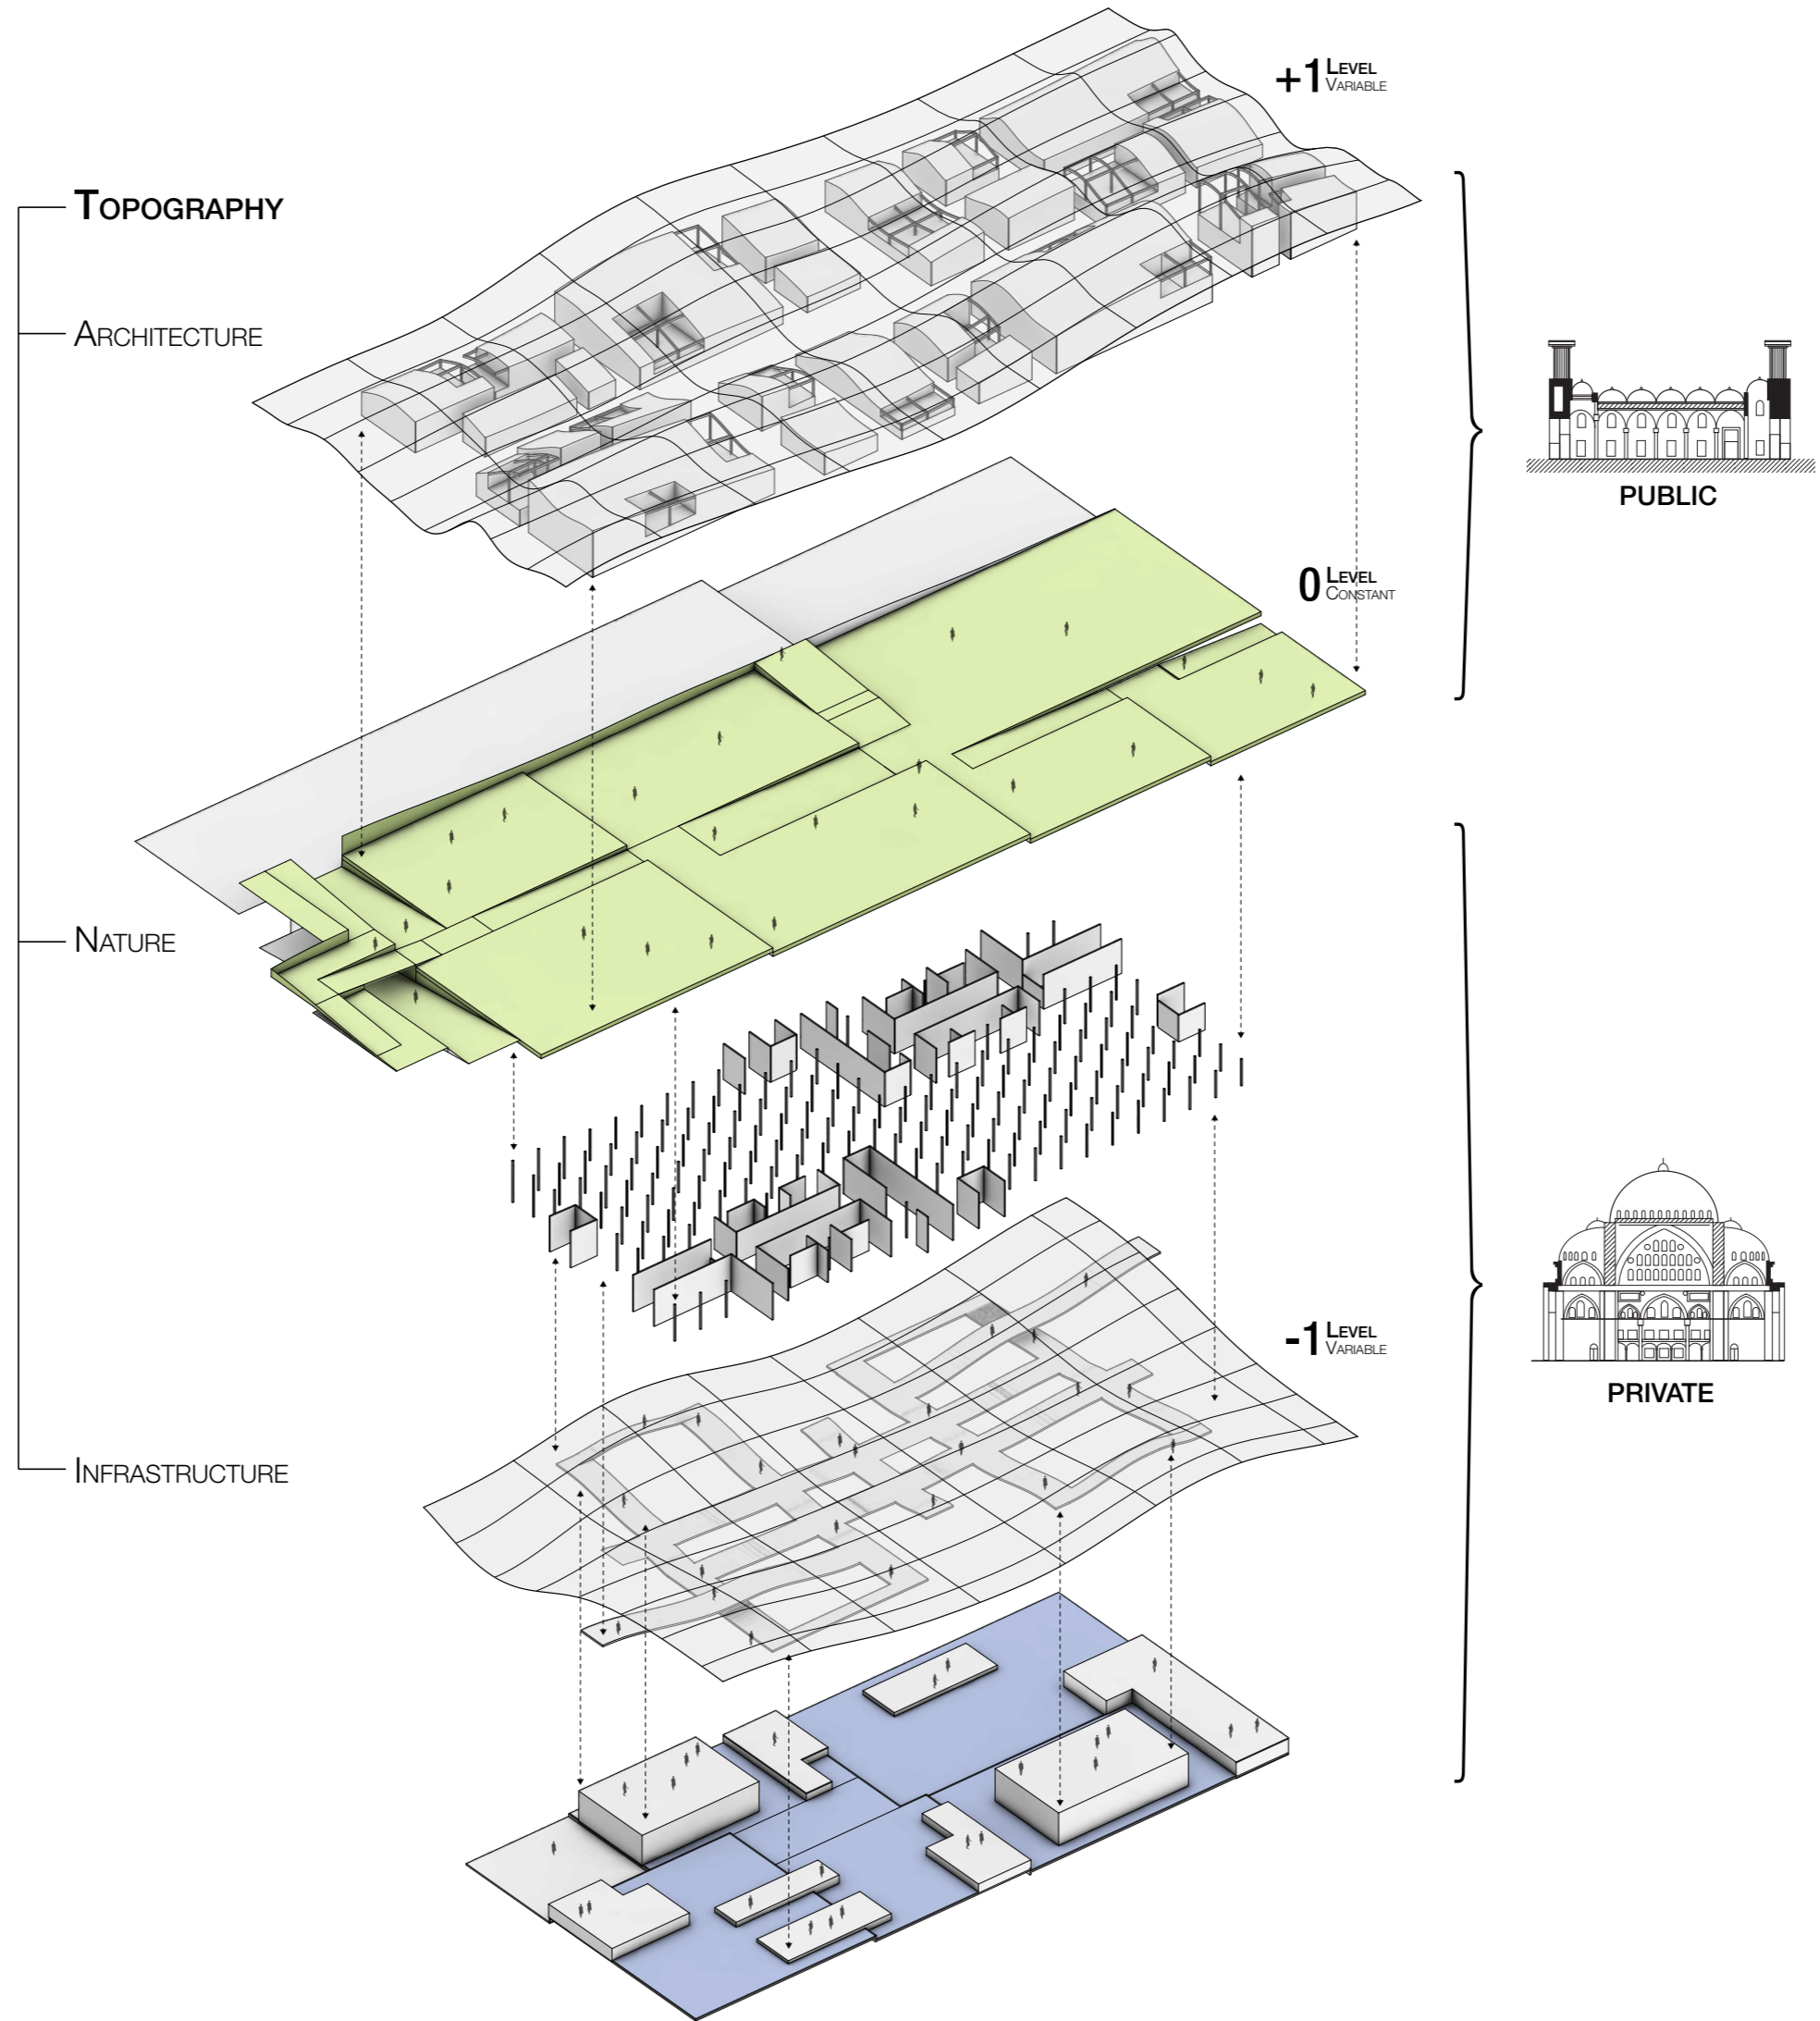 +1 LEVEL
VARIABLE
TOPOGRAPHY
ARCHITECTURE
PUBLIC
0 LEVEL
CONSTANT
NATURE
-1 LEVEL
VARIABLE
PRIVATE
INFRASTRUCTURE